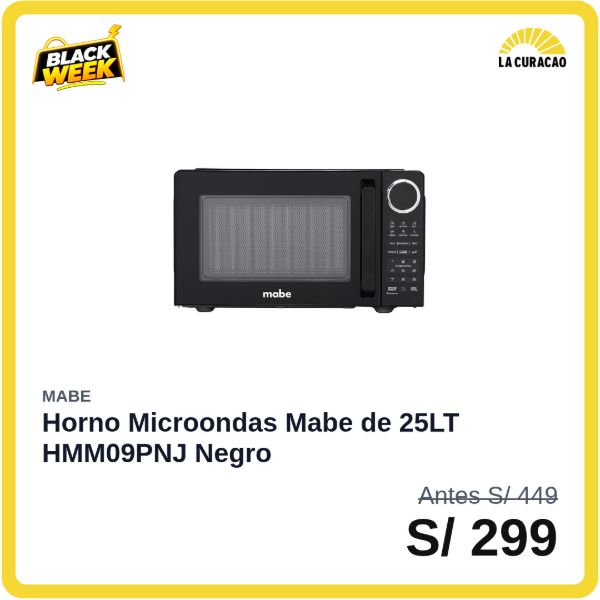 BLACK
WEEK
LA CURACAO
mabe
MABE
Horno Microondas Mabe de 25LT
HMM09PNJ Negro
Antes S/ 449
S/ 299